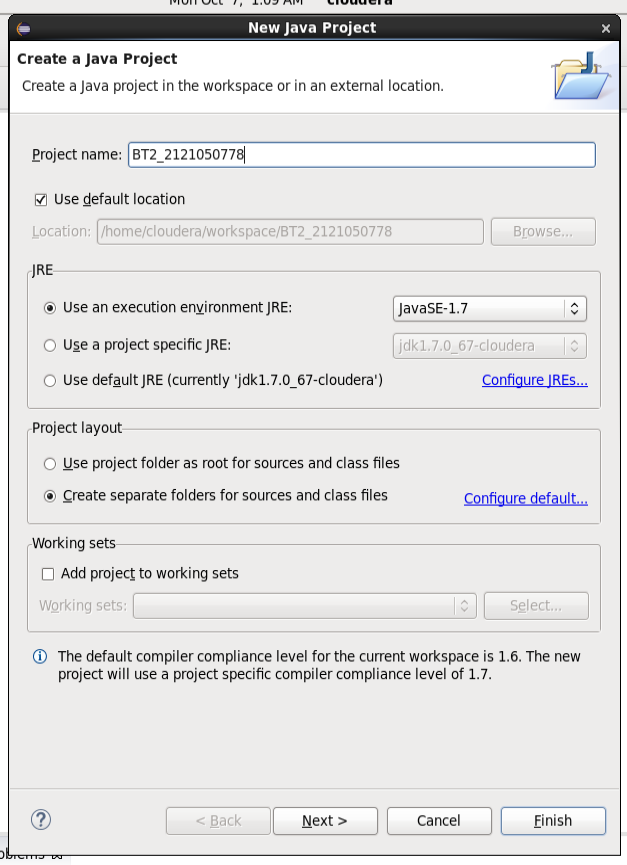 Mon Oct 7, 1:09 AM cloudera
New Java Project
Create a Java Project
Create a Java project in the workspace or in an external location.
Project name: BT2_2121050778
Use default location
Location: /home/cloudera/workspace/BT2_2121050778 Browse...
JRE
Use an execution environment JRE: JavaSE-1.7
Use a project specific JRE: jdk1.7.0_67-cloudera
Use default JRE (currently 'jdk1.7.0_67-cloudera') Configure JREs...
Project layout
Use project folder as root for sources and class files
Create separate folders for sources and class files Configure default...
Working sets
Add project to working sets
Working sets: Select...
The default compiler compliance level for the current workspace is 1.6. The new
project will use a project specific compiler compliance level of 1.7.
< Back Next > Cancel Finish